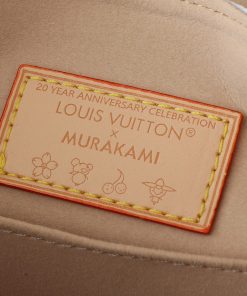 20 YEAR ANNIVERSARY CELEBRATION
LOUIS VUITTON®
×
MURAKAMI